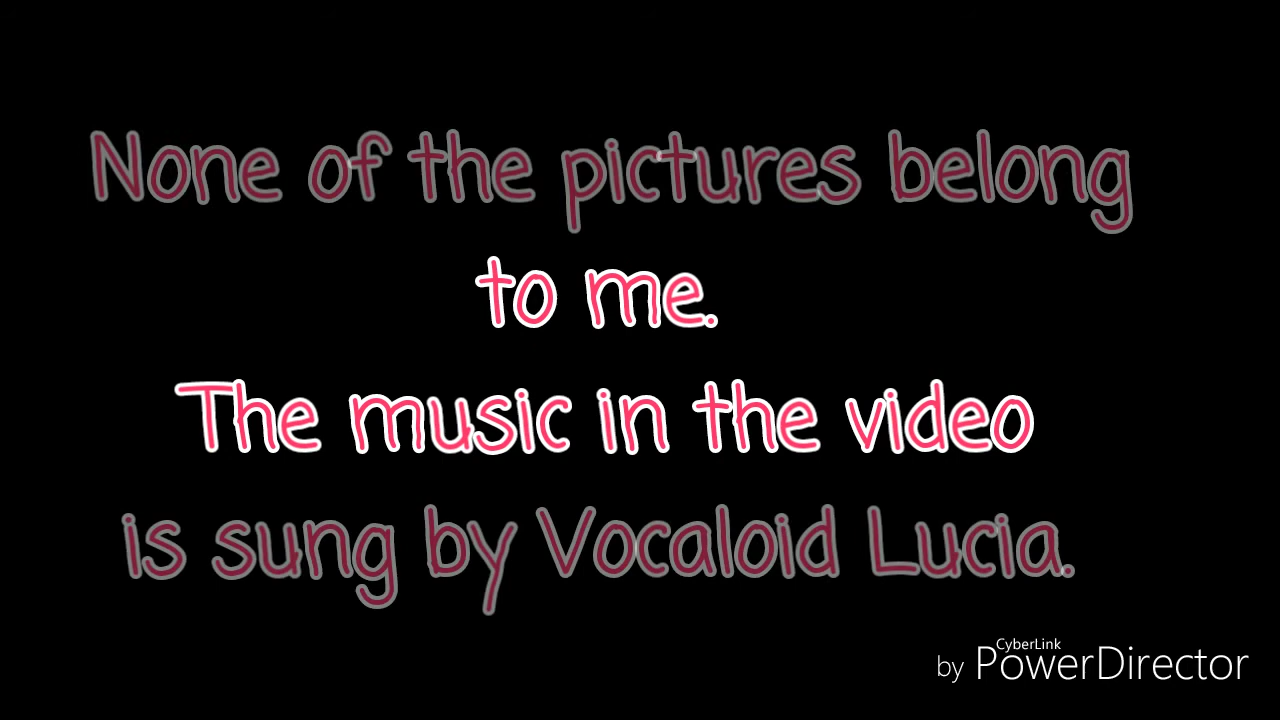 None of the pictures belong
to me.
The music in the video
is sung by Vocaloid Lucia.
CyberLink
by PowerDirector